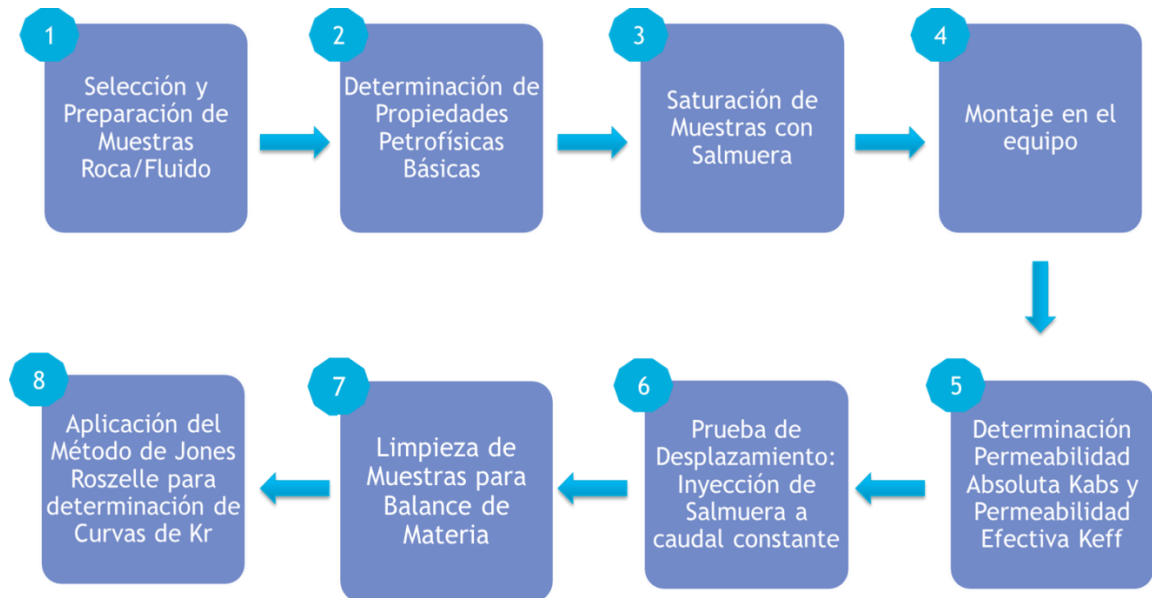 1
Selección y
Preparación de
Muestras
Roca/Fluido
2
Determinación de
Propiedades
Petrofísicas
Básicas
3
Saturación de
Muestras con
Salmuera
4
Montaje en el
equipo
5
Determinación
Permeabilidad
Absoluta Kabs y
Permeabilidad
Efectiva Keff
6
Prueba de
Desplazamiento:
Inyección de
Salmuera a
caudal constante
7
Limpieza de
Muestras para
Balance de
Materia
8
Aplicación del
Método de Jones
Roszelle para
determinación de
Curvas de Kr